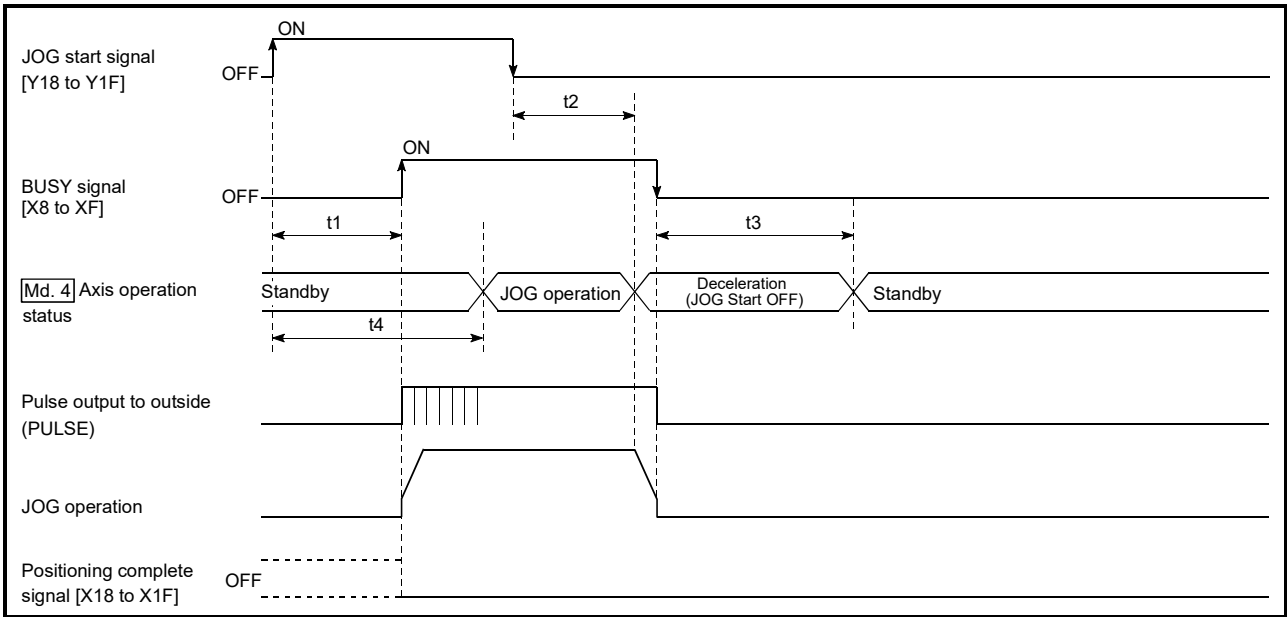 ON
JOG start signal
[Y18 to Y1F]
OFF
t2
ON
BUSY signal
[X8 to XF]
OFF
t1
t3
Md. 4 Axis operation
status
Standby
JOG operation
Deceleration
(JOG Start OFF)
Standby
t4
Pulse output to outside
(PULSE)
JOG operation
Positioning complete
signal [X18 to X1F]
OFF